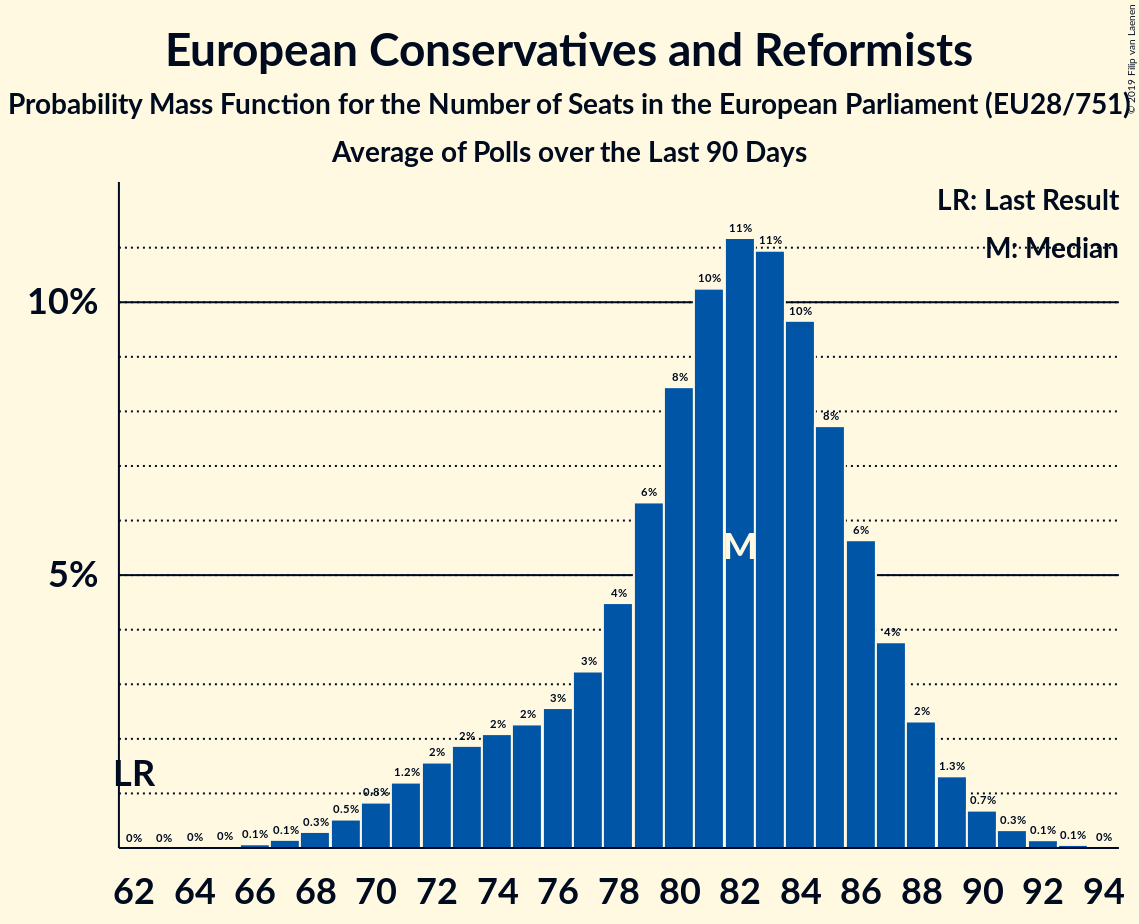 European Conservatives and Reformists
Probability Mass Function for the Number of Seats in the European Parliament (EU28/751)
Average of Polls over the Last 90 Days
© 2019 Filip van Laenen
LR: Last Result
M: Median
10%
5%
LR
M
0% 0% 0% 0% 0.1% 0.1% 0.3% 0.5% 0.8% 1.2% 2% 2% 2% 2% 3% 3% 4% 6% 8% 10% 11% 11% 10% 8% 6% 4% 2% 1.3% 0.7% 0.3% 0.1% 0.1% 0%
62 64 66 68 70 72 74 76 78 80 82 84 86 88 90 92 94